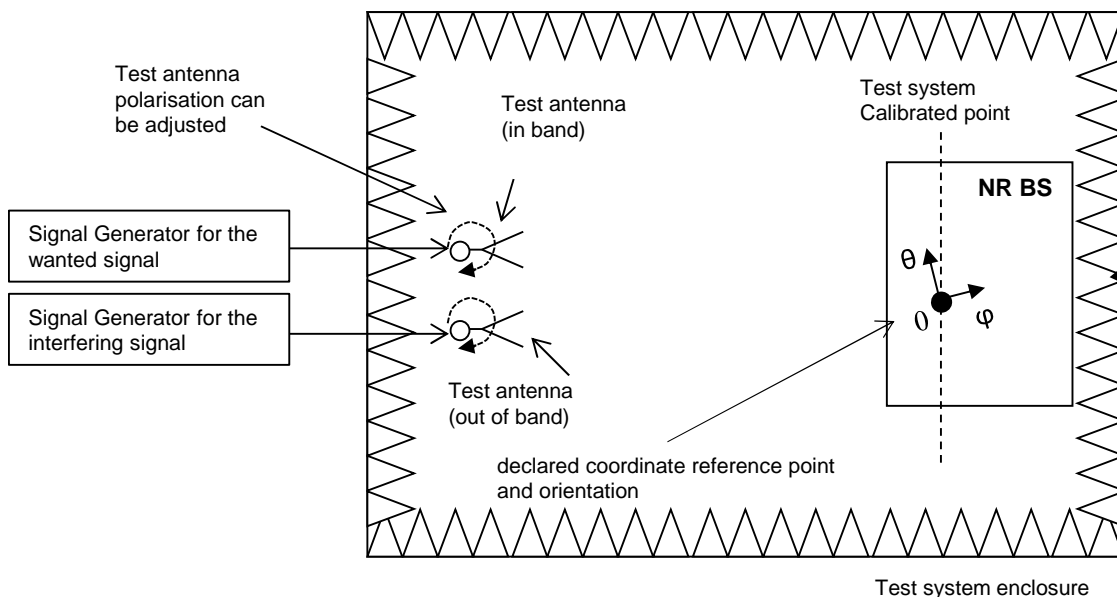 Test antenna
polarisation can
be adjusted
Test antenna
(in band)
Test system
Calibrated point
NR BS
Signal Generator for the
wanted signal
θ
φ
0
Signal Generator for the
interfering signal
Test antenna
(out of band)
declared coordinate reference point
and orientation
Test system enclosure